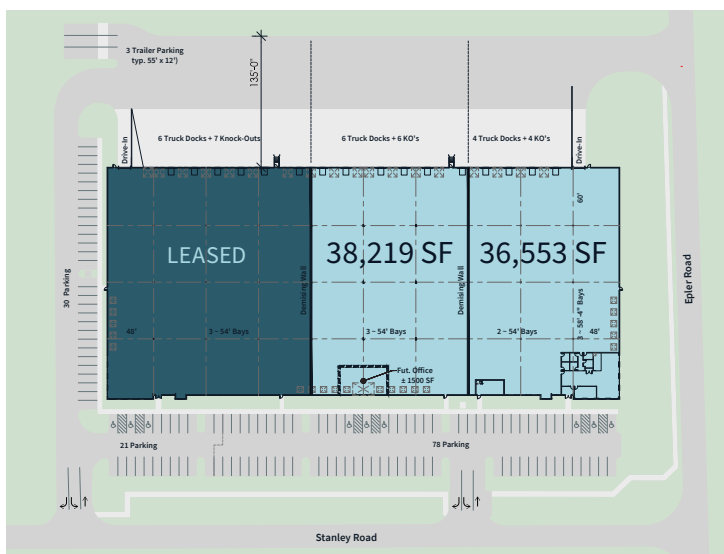 3 Trailer Parking
typ. 55' x 12')
135'-0"
Drive-In
6 Truck Docks + 7 Knock-Outs
6 Truck Docks + 6 KO's
4 Truck Docks + 4 KO's
Drive-In
60'
LEASED
38,219 SF
36,553 SF
Demising Wall
Demising Wall
3 ~ 58'-4" Bays
30 Parking
Epler Road
48'
3 ~ 54' Bays
3 ~ 54' Bays
2 ~ 54' Bays
48'
Fut. Office
± 1500 SF
21 Parking
78 Parking
Stanley Road